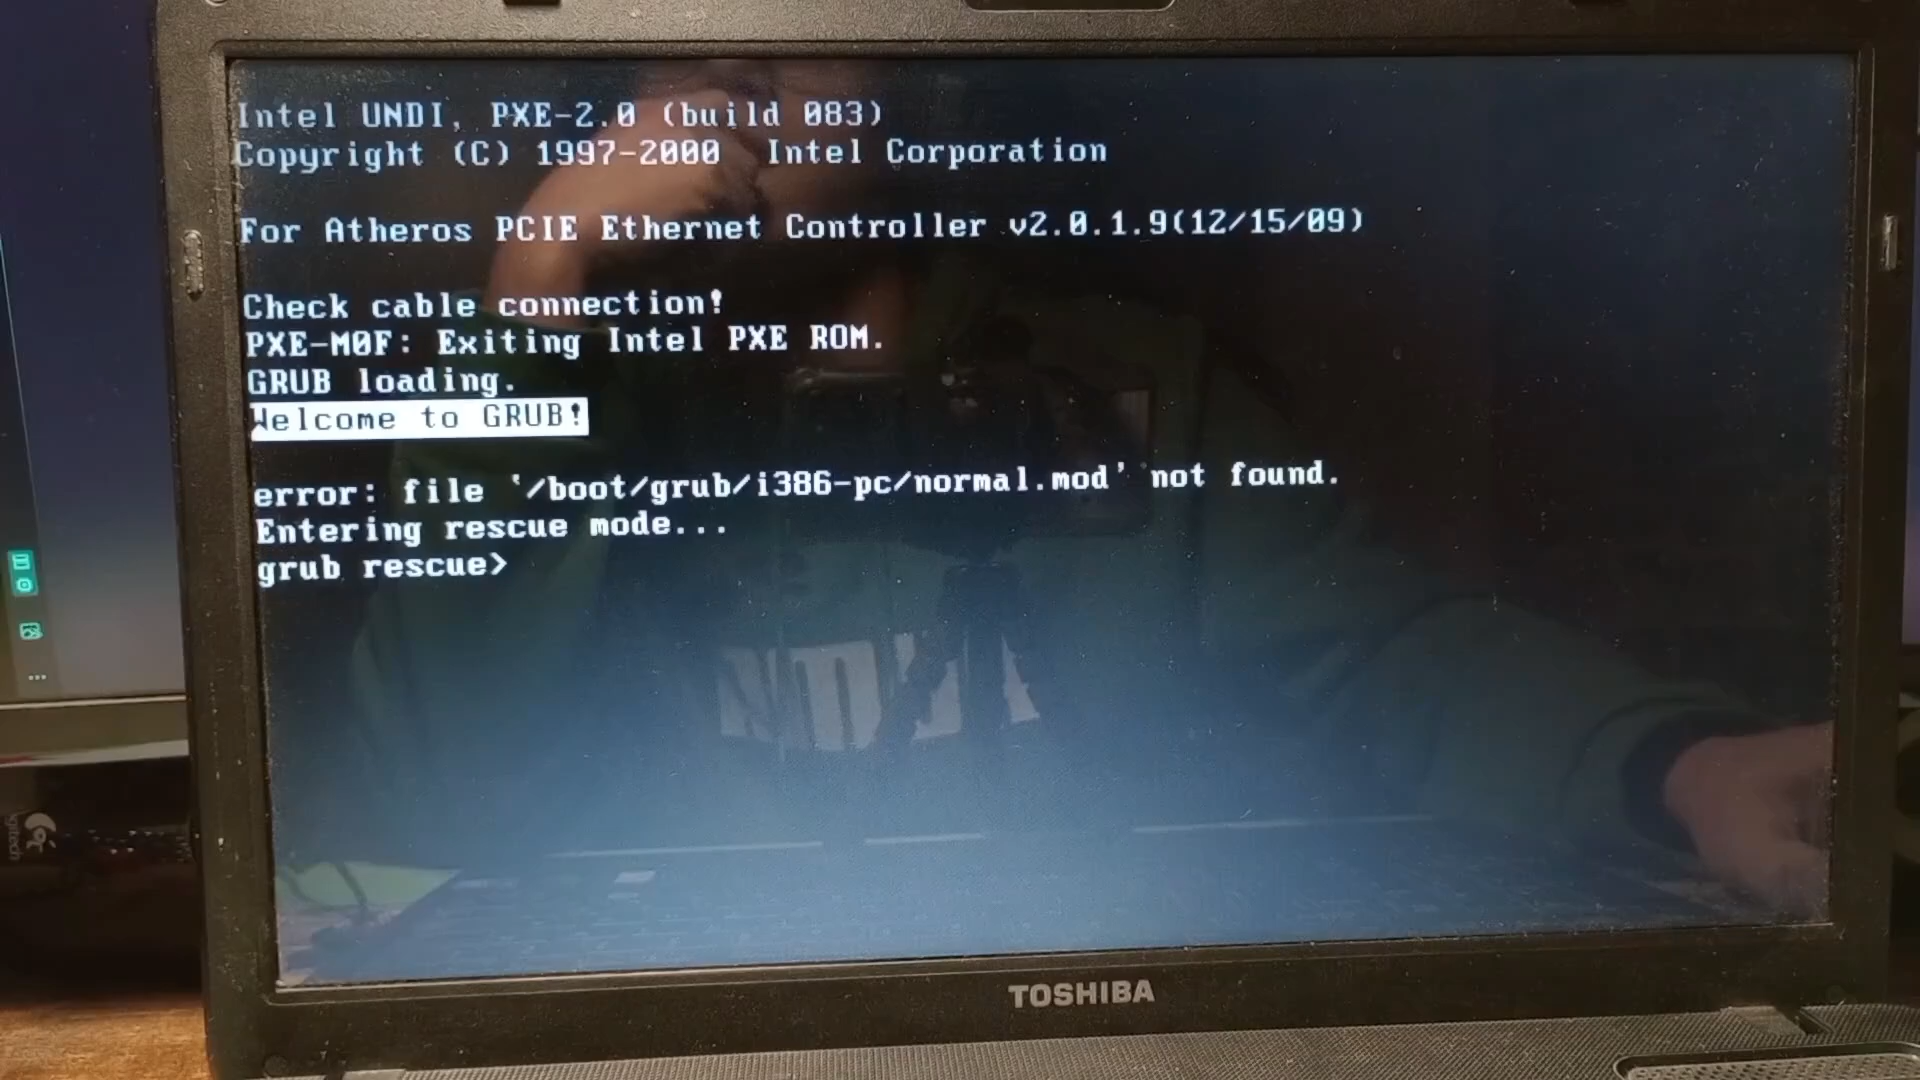 Intel UNDI, PXE-2.0 (build 083)
Copyright (C) 1997-2000  Intel Corporation
For Atheros PCIE Ethernet Controller v2.0.1.9(12/15/09)
Check cable connection!
PXE-M0F: Exiting Intel PXE ROM.
GRUB loading.
Welcome to GRUB!
error: file '/boot/grub/i386-pc/normal.mod' not found.
Entering rescue mode...
grub rescue>
TOSHIBA